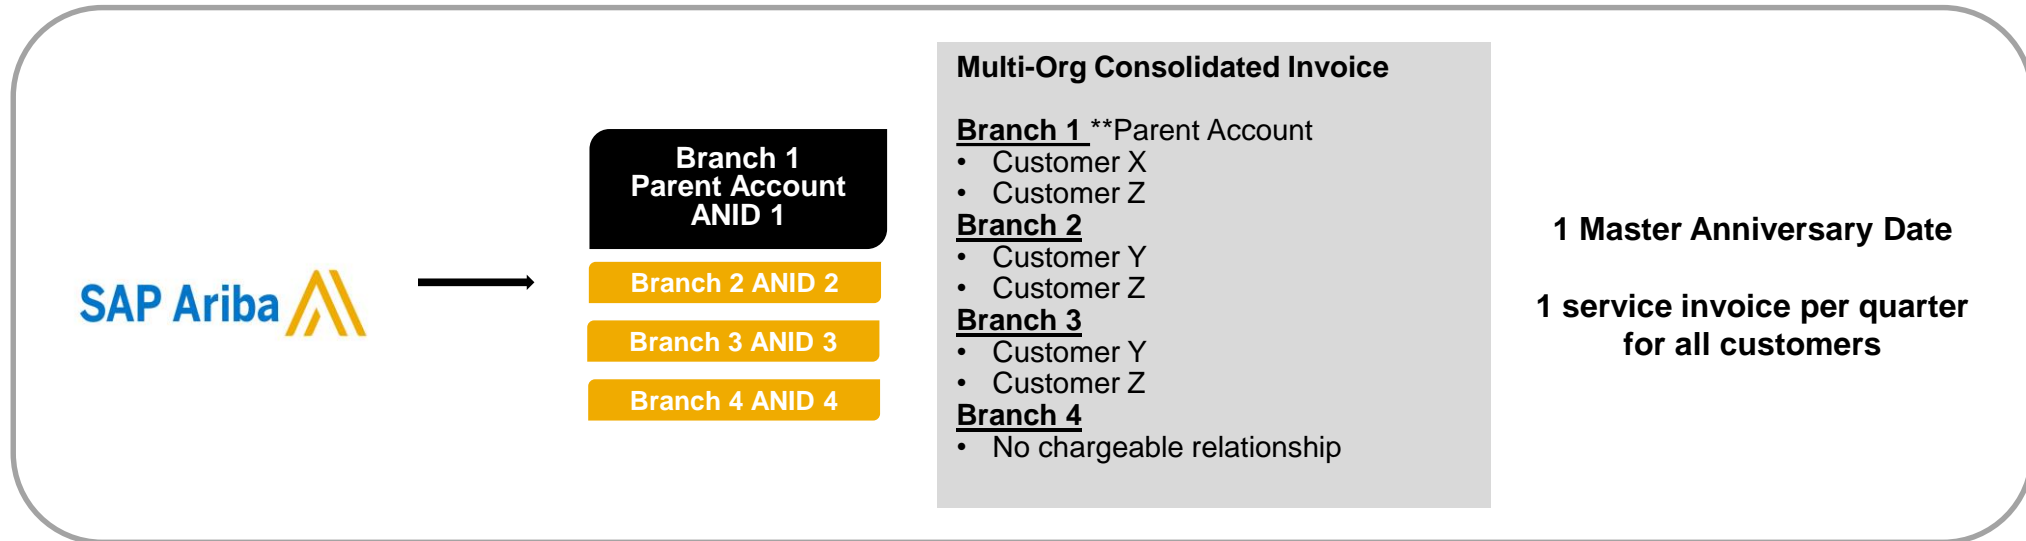 SAP Ariba
Branch 1
Parent Account
ANID 1
Branch 2 ANID 2
Branch 3 ANID 3
Branch 4 ANID 4
Multi-Org Consolidated Invoice
Branch 1 **Parent Account
• Customer X
• Customer Z
Branch 2
• Customer Y
• Customer Z
Branch 3
• Customer Y
• Customer Z
Branch 4
• No chargeable relationship
1 Master Anniversary Date
1 service invoice per quarter
for all customers